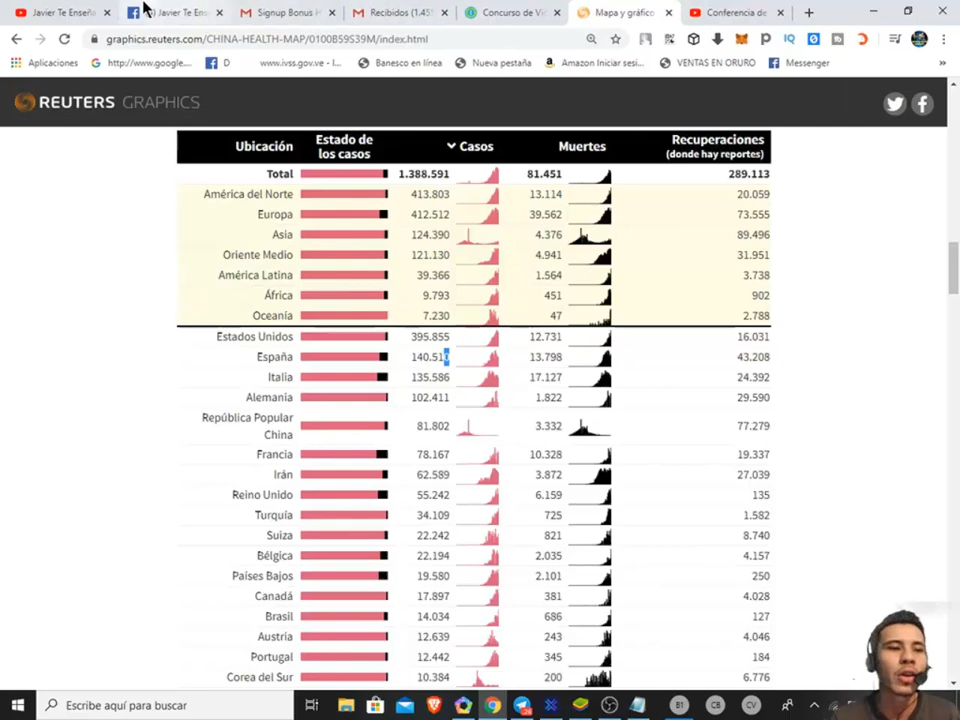 Javier Te Enseña
Javier Te Ens
Signup Bonus H
Recibidos (1.45
Concurso de Vi
Mapa y gráfico
Conferencia de
graphics.reuters.com/CHINA-HEALTH-MAP/0100B59S39M/index.html
Aplicaciones
http://www.google,...
D
www.ivss.gov.ve - I...
Banesco en línea
Nueva pestaña
Amazon Iniciar sesi...
VENTAS EN ORURO
Messenger
REUTERS GRAPHICS
Ubicación Estado de los casos Casos Muertes Recuperaciones (donde hay reportes)
Total 1.388.591 81.451 289.113
América del Norte 413.803 13.114 20.059
Europa 412.512 39.562 73.555
Asia 124.390 4.376 89.496
Oriente Medio 121.130 4.941 31.951
América Latina 39.366 1.564 3.738
África 9.793 451 902
Oceanía 7.230 47 2.788
Estados Unidos 395.855 12.731 16.031
España 140.510 13.798 43.208
Italia 135.586 17.127 24.392
Alemania 102.411 1.822 29.590
República Popular China 81.802 3.332 77.279
Francia 78.167 10.328 19.337
Irán 62.589 3.872 27.039
Reino Unido 55.242 6.159 135
Turquía 34.109 725 1.582
Suiza 22.242 821 8.740
Bélgica 22.194 2.035 4.157
Países Bajos 19.580 2.101 250
Canadá 17.897 381 4.028
Brasil 14.034 686 127
Austria 12.639 243 4.046
Portugal 12.442 345 184
Corea del Sur 10.384 200 6.776
Escribe aquí para buscar
B1
CB
CV